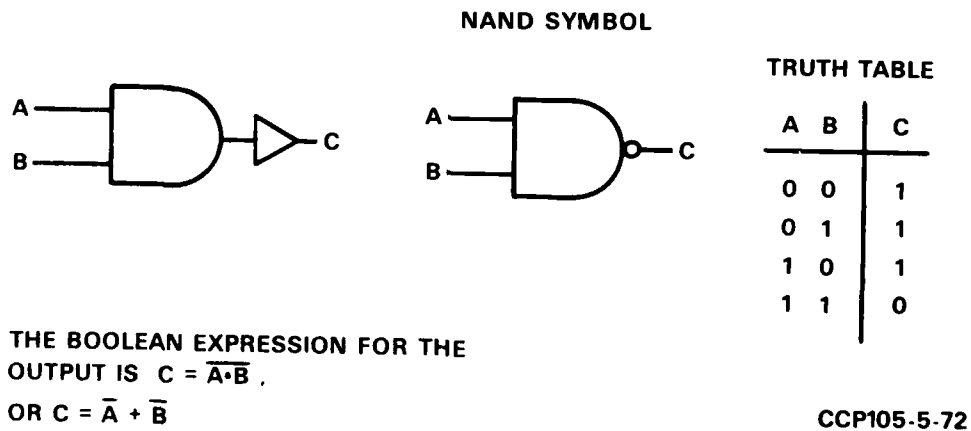 NAND SYMBOL
A
B
C
A
B
C
TRUTH TABLE
A B C
0 0 1
0 1 1
1 0 1
1 1 0
THE BOOLEAN EXPRESSION FOR THE
OUTPUT IS C = A̅·̅B̅ ,
OR C = A̅ + B̅
CCP105-5-72